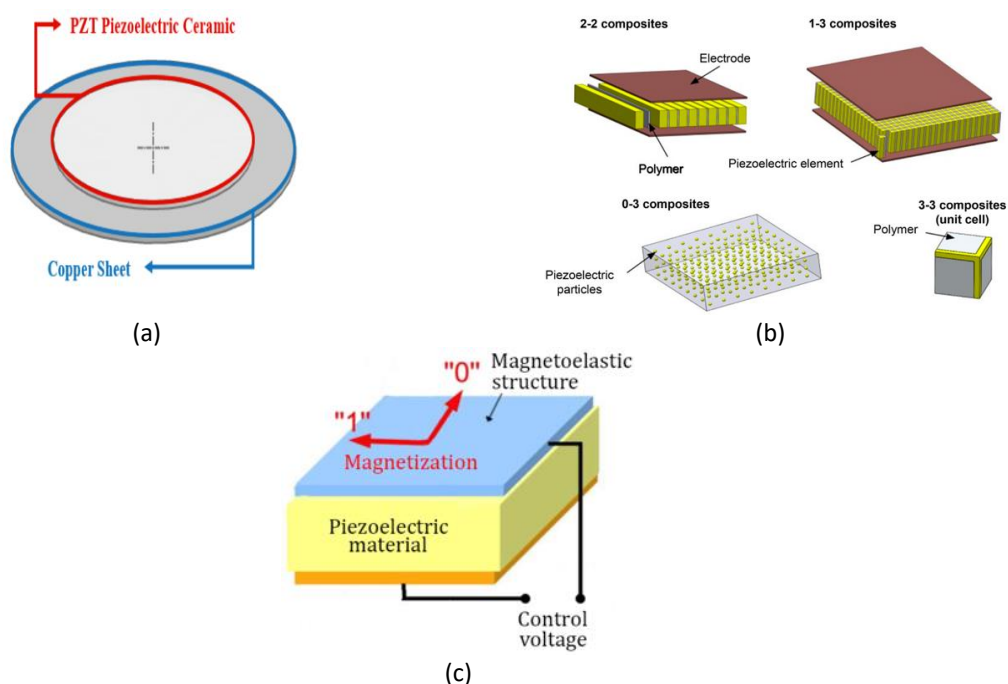 PZT Piezoelectric Ceramic
Copper Sheet
(a)
2-2 composites
1-3 composites
Electrode
Polymer
Piezoelectric element
0-3 composites
3-3 composites
(unit cell)
Polymer
Piezoelectric
particles
(b)
Magnetoelastic
structure
"0"
"1"
Magnetization
Piezoelectric
material
Control
voltage
(c)